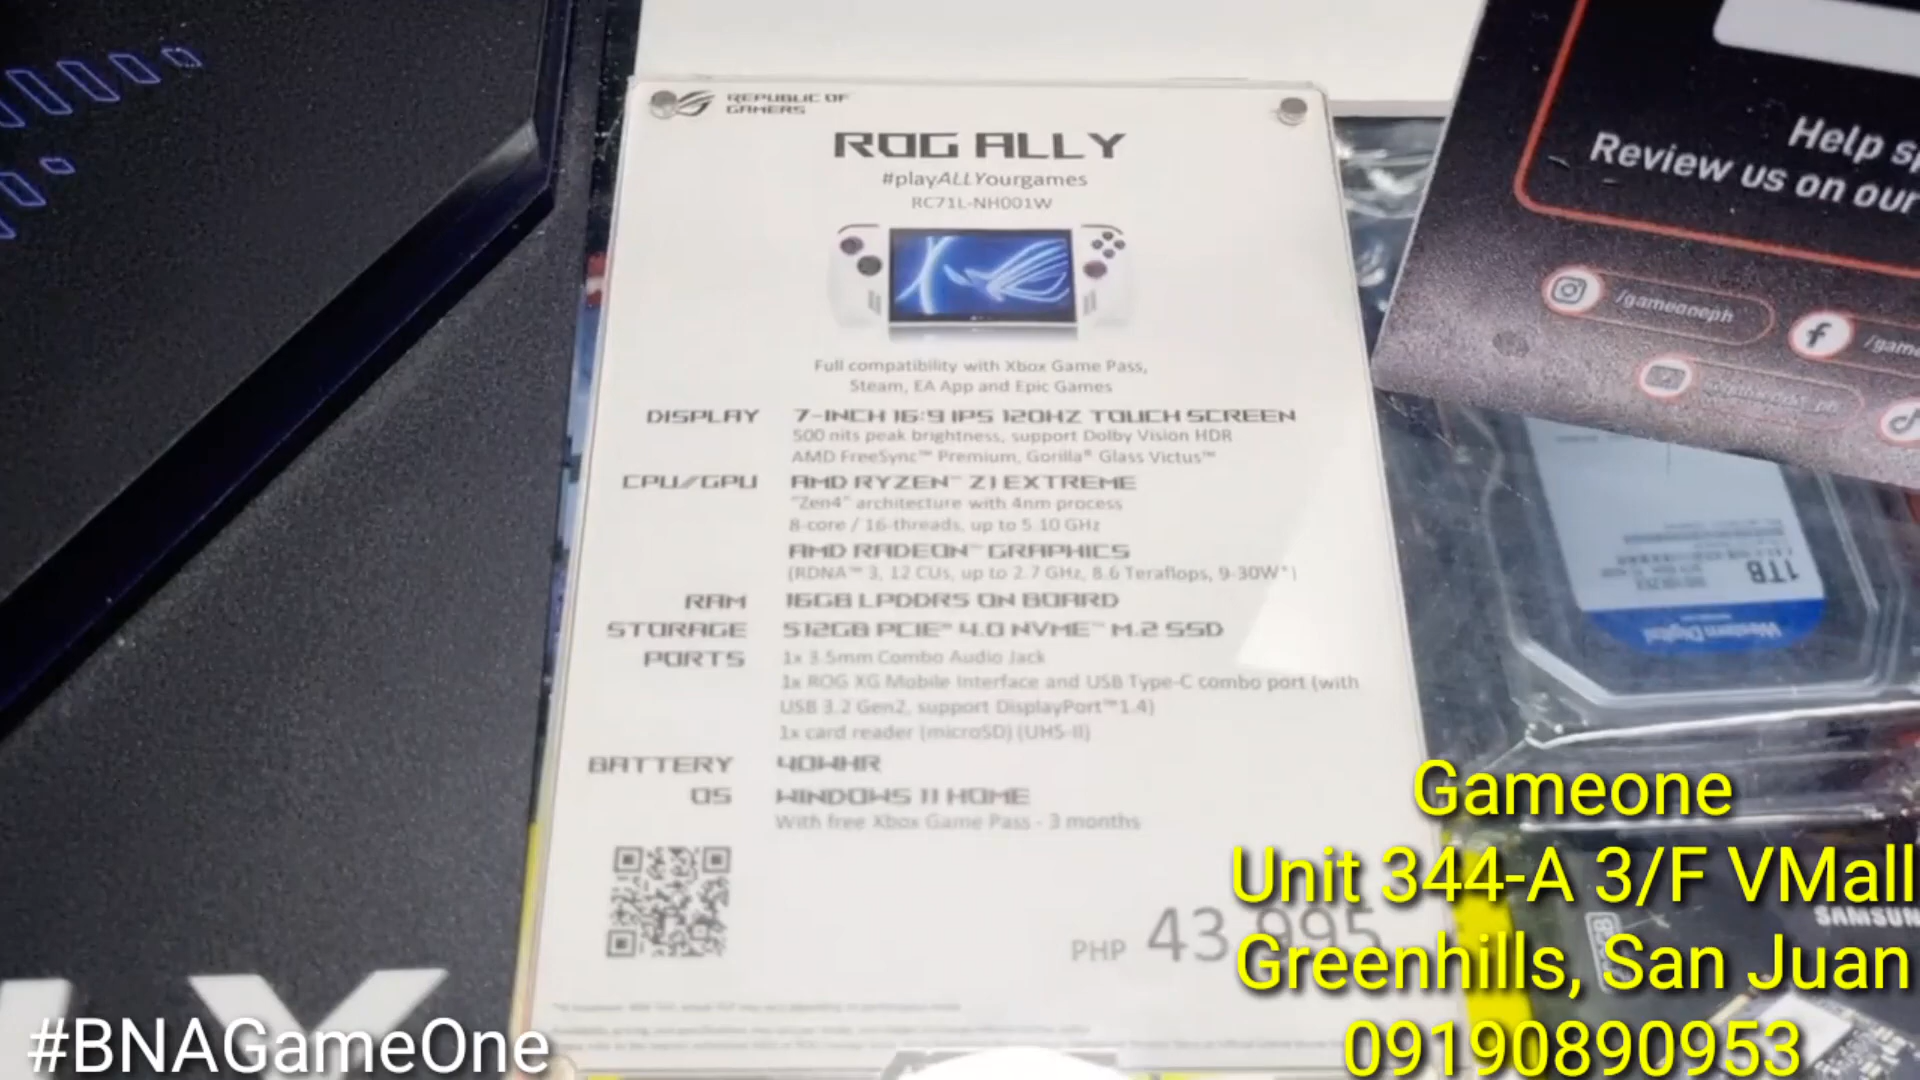 REPUBLIC OF
GAMERS
ROG ALLY
#playALLYourgames
RC71L-NH001W
Full compatibility with Xbox Game Pass,
Steam, EA App and Epic Games
DISPLAY 7-INCH 16:9 IPS 120HZ TOUCH SCREEN
500 nits peak brightness, support Dolby Vision HDR
AMD FreeSync™ Premium, Gorilla® Glass Victus™
CPU/GPU AMD RYZEN™ Z1 EXTREME
"Zen4" architecture with 4nm process
8-core / 16-threads, up to 5.10 GHz
AMD RADEON™ GRAPHICS
(RDNA™ 3, 12 CUs, up to 2.7 GHz, 8.6 Teraflops, 9-30W*)
RAM 16GB LPDDR5 ON BOARD
STORAGE 512GB PCIE® 4.0 NVME™ M.2 SSD
PORTS 1x 3.5mm Combo Audio Jack
1x ROG XG Mobile Interface and USB Type-C combo port (with
USB 3.2 Gen2, support DisplayPort™ 1.4)
1x card reader (microSD) (UHS-II)
BATTERY 40WHR
OS WINDOWS 11 HOME
With free Xbox Game Pass - 3 months
PHP 43,995
Help sp
Review us on our
/gameoneph
/game
1TB
Western Digital
SAMSUN
LY
#BNAGameOne
Gameone
Unit 344-A 3/F VMall
Greenhills, San Juan
09190890953